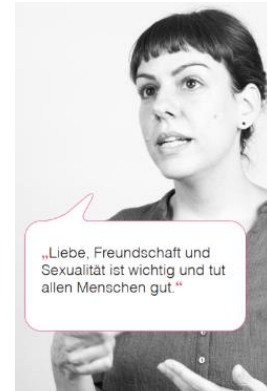 „Liebe, Freundschaft und
Sexualität ist wichtig und tut
allen Menschen gut.“